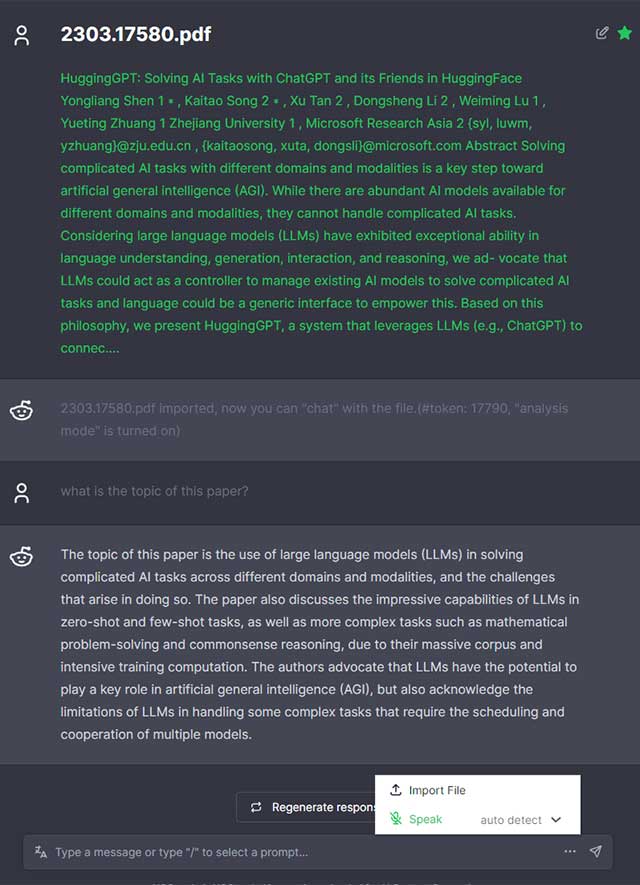 2303.17580.pdf
HuggingGPT: Solving AI Tasks with ChatGPT and its Friends in HuggingFace
Yongliang Shen 1 * , Kaitao Song 2 * , Xu Tan 2 , Dongsheng Li 2 , Weiming Lu 1 ,
Yueting Zhuang 1 Zhejiang University 1 , Microsoft Research Asia 2 {syl, luwm,
yzhuang}@zju.edu.cn , {kaitaosong, xuta, dongsli}@microsoft.com Abstract Solving
complicated AI tasks with different domains and modalities is a key step toward
artificial general intelligence (AGI). While there are abundant AI models available for
different domains and modalities, they cannot handle complicated AI tasks.
Considering large language models (LLMs) have exhibited exceptional ability in
language understanding, generation, interaction, and reasoning, we ad- vocate that
LLMs could act as a controller to manage existing AI models to solve complicated AI
tasks and language could be a generic interface to empower this. Based on this
philosophy, we present HuggingGPT, a system that leverages LLMs (e.g., ChatGPT) to
connec....
2303.17580.pdf imported, now you can "chat" with the file.(#token: 17790, "analysis
mode" is turned on)
what is the topic of this paper?
The topic of this paper is the use of large language models (LLMs) in solving
complicated AI tasks across different domains and modalities, and the challenges
that arise in doing so. The paper also discusses the impressive capabilities of LLMs in
zero-shot and few-shot tasks, as well as more complex tasks such as mathematical
problem-solving and commonsense reasoning, due to their massive corpus and
intensive training computation. The authors advocate that LLMs have the potential to
play a key role in artificial general intelligence (AGI), but also acknowledge the
limitations of LLMs in handling some complex tasks that require the scheduling and
cooperation of multiple models.
Import File
Regenerate respon
Speak auto detect
Type a message or type "/" to select a prompt...